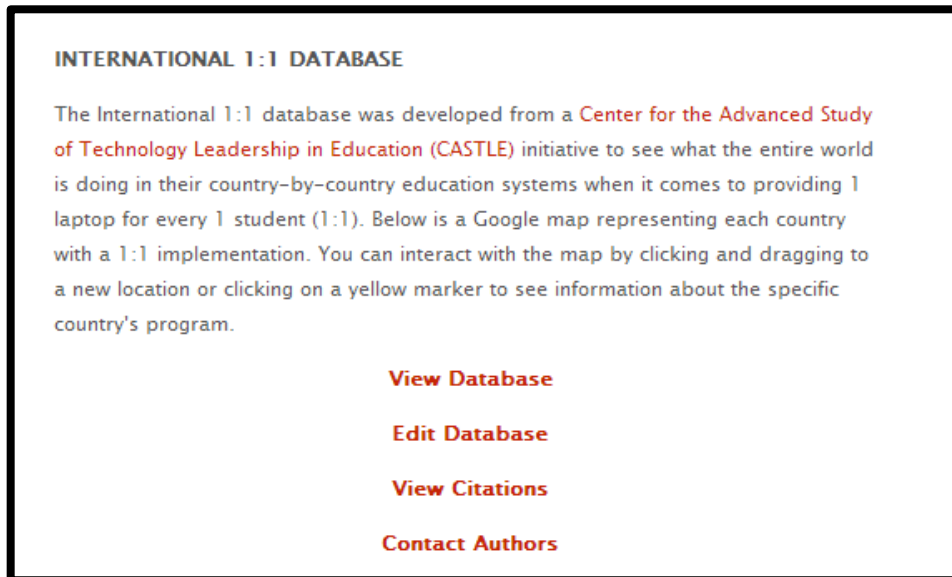 INTERNATIONAL 1:1 DATABASE
The International 1:1 database was developed from a Center for the Advanced Study
of Technology Leadership in Education (CASTLE) initiative to see what the entire world
is doing in their country-by-country education systems when it comes to providing 1
laptop for every 1 student (1:1). Below is a Google map representing each country
with a 1:1 implementation. You can interact with the map by clicking and dragging to
a new location or clicking on a yellow marker to see information about the specific
country's program.
View Database
Edit Database
View Citations
Contact Authors